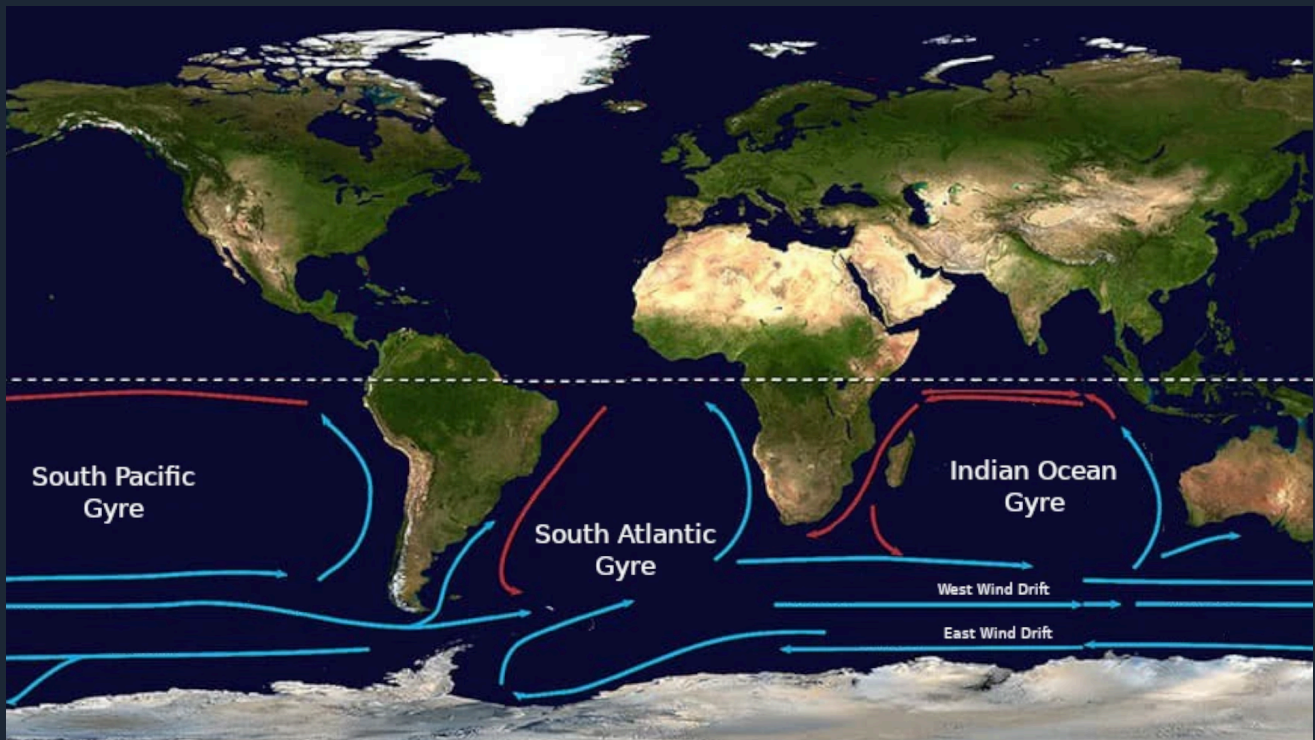 South Pacific
Gyre
South Atlantic
Gyre
Indian Ocean
Gyre
West Wind Drift
East Wind Drift